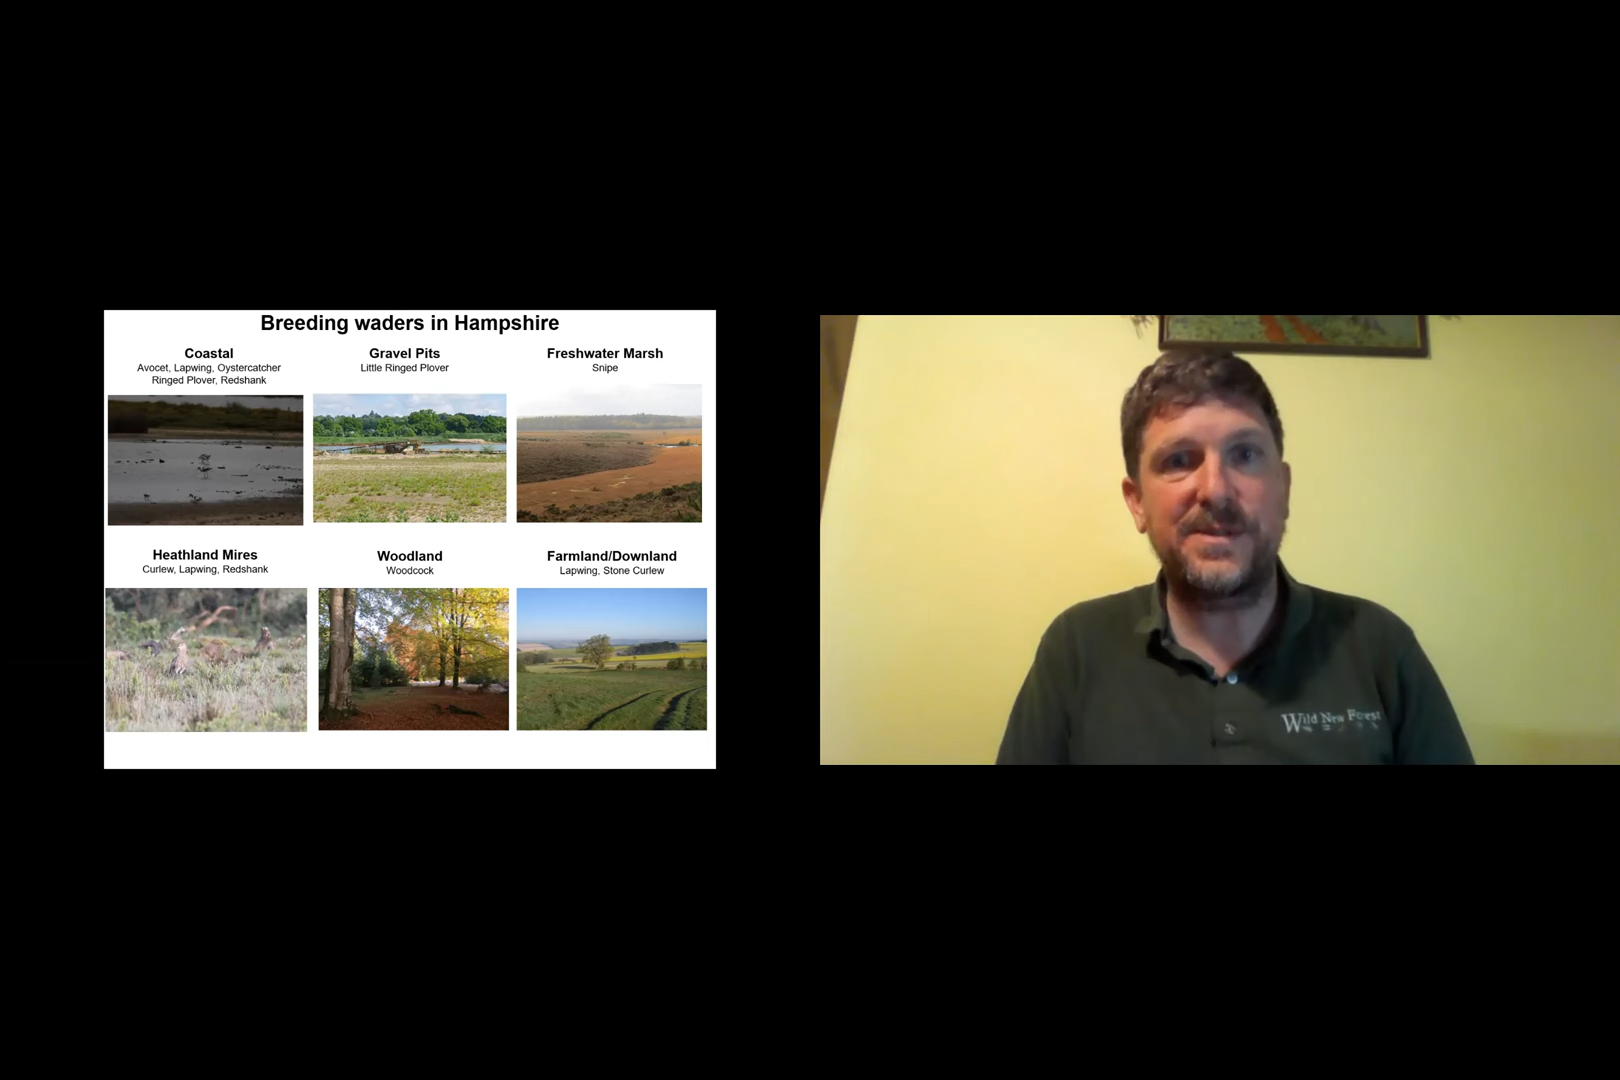 Breeding waders in Hampshire
Coastal
Avocet, Lapwing, Oystercatcher
Ringed Plover, Redshank
Gravel Pits
Little Ringed Plover
Freshwater Marsh
Snipe
Heathland Mires
Curlew, Lapwing, Redshank
Woodland
Woodcock
Farmland/Downland
Lapwing, Stone Curlew
Wild New Forest